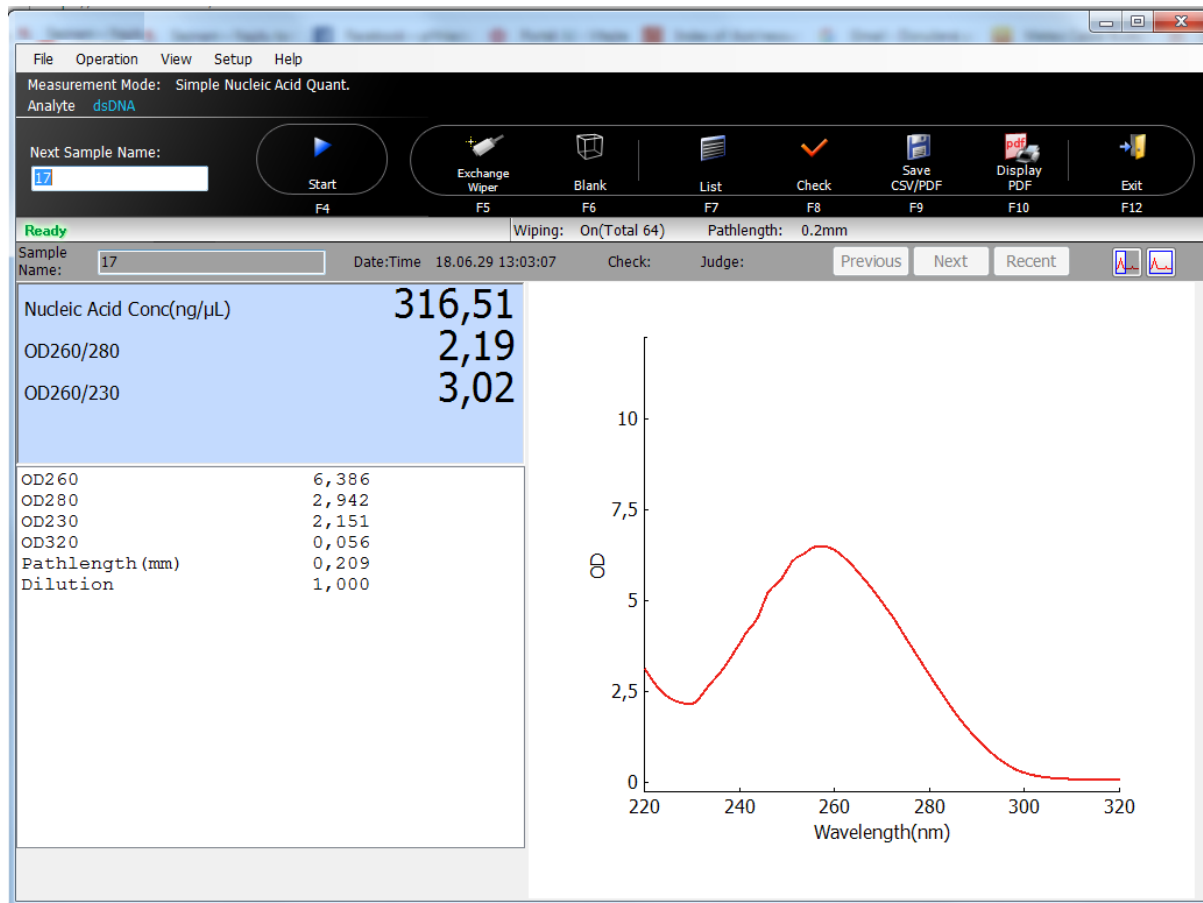 File Operation View Setup Help
Measurement Mode: Simple Nucleic Acid Quant.
Analyte dsDNA
Next Sample Name:
17
Start
F4
Exchange Wiper
F5
Blank
F6
List
F7
Check
F8
Save CSV/PDF
F9
pdf
Display PDF
F10
Exit
F12
Ready
Wiping: On(Total 64) Pathlength: 0.2mm
Sample Name: 17 Date:Time 18.06.29 13:03:07 Check: Judge: Previous Next Recent
Nucleic Acid Conc(ng/µL) 316,51
OD260/280 2,19
OD260/230 3,02
OD260 6,386
OD280 2,942
OD230 2,151
OD320 0,056
Pathlength(mm) 0,209
Dilution 1,000
OD
10
7,5
5
2,5
0
220 240 260 280 300 320
Wavelength(nm)